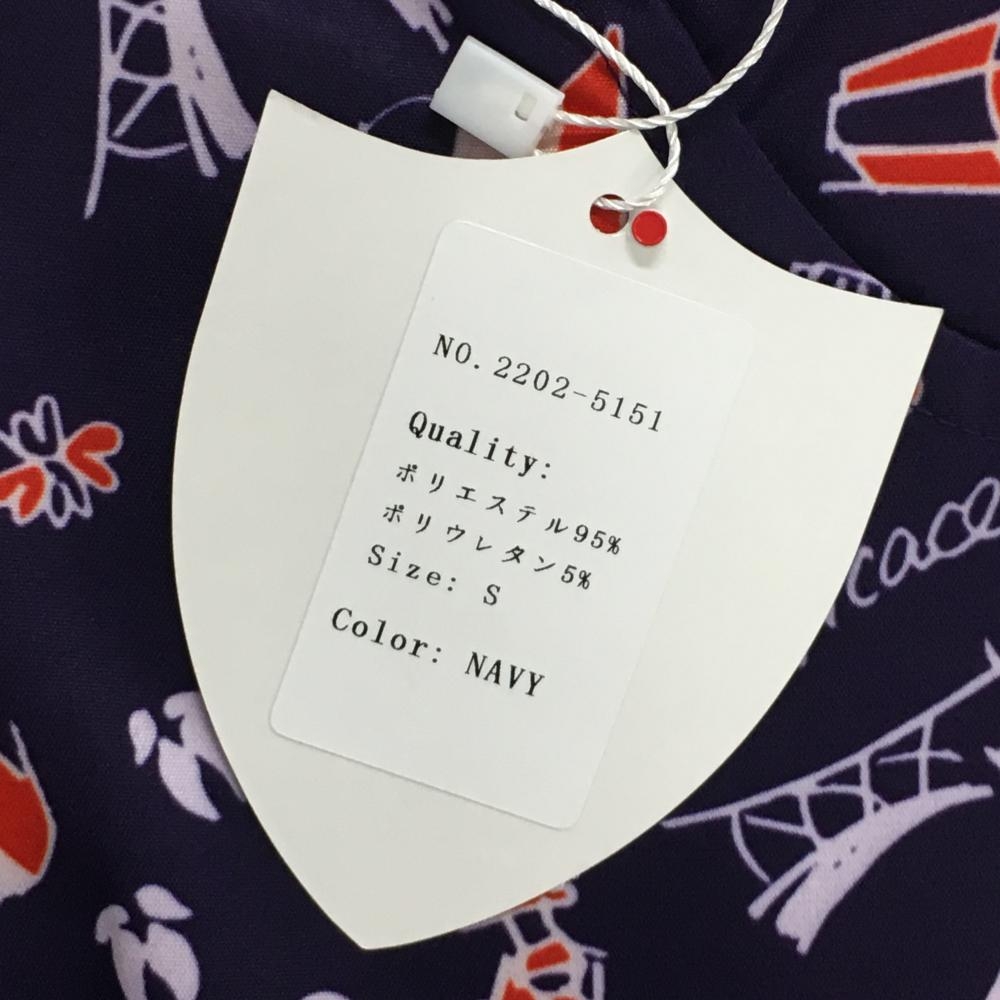 NO. 2202-5151
Quality:
ポリエステル95%
ポリウレタン5%
Size: S
Color: NAVY